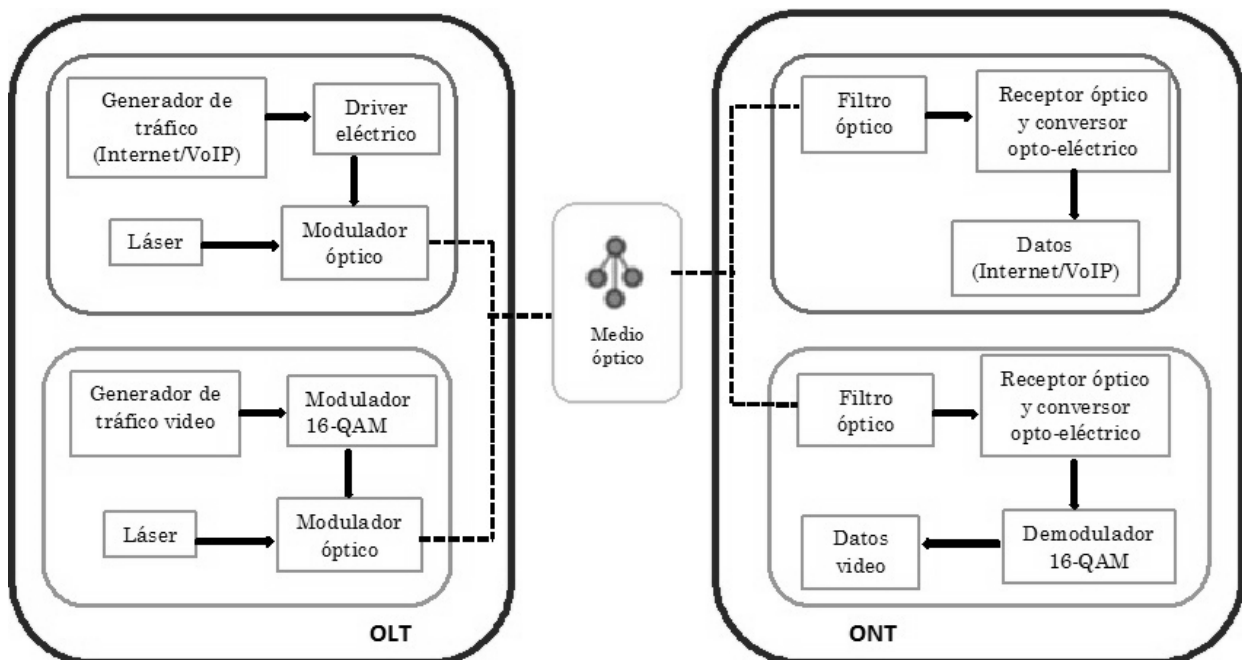 Generador de
tráfico
(Internet/VoIP)
Driver
eléctrico
Láser
Modulador
óptico
Generador de
tráfico video
Modulador
16-QAM
Láser
Modulador
óptico
OLT
Medio
óptico
Filtro
óptico
Receptor óptico
y conversor
opto-eléctrico
Datos
(Internet/VoIP)
Filtro
óptico
Receptor óptico
y conversor
opto-eléctrico
Datos
video
Demodulador
16-QAM
ONT